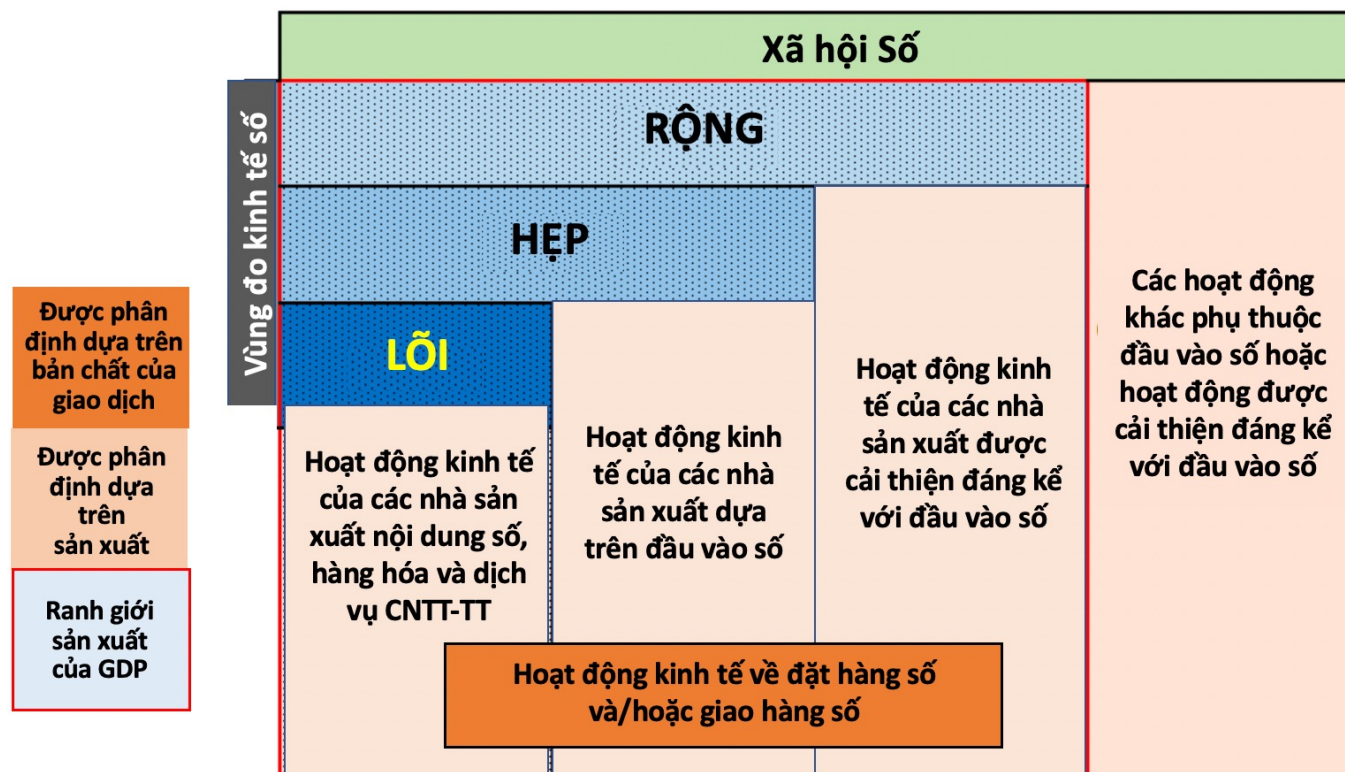 Xã hội Số
Vùng đo kinh tế số
RỘNG
HẸP
LÕI
Được phân
định dựa trên
bản chất của
giao dịch
Được phân
định dựa
trên
sản xuất
Ranh giới
sản xuất
của GDP
Hoạt động kinh tế
của các nhà sản
xuất nội dung số,
hàng hóa và dịch
vụ CNTT-TT
Hoạt động kinh
tế của các nhà
sản xuất dựa
trên đầu vào số
Hoạt động kinh
tế của các nhà
sản xuất được
cải thiện đáng kể
với đầu vào số
Các hoạt động
khác phụ thuộc
đầu vào số hoặc
hoạt động được
cải thiện đáng kể
với đầu vào số
Hoạt động kinh tế về đặt hàng số
và/hoặc giao hàng số